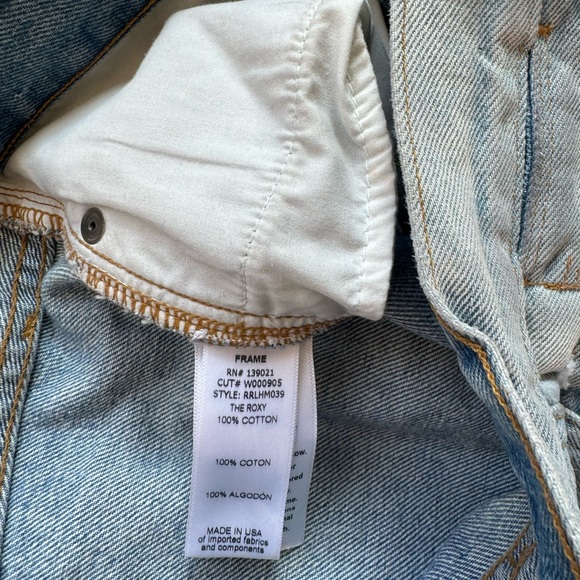 FRAME
RN# 139021
CUT# W000905
STYLE: RRLHM039
THE ROXY
100% COTTON
100% COTON
100% ALGODÓN
MADE IN USA
of imported fabrics
and components